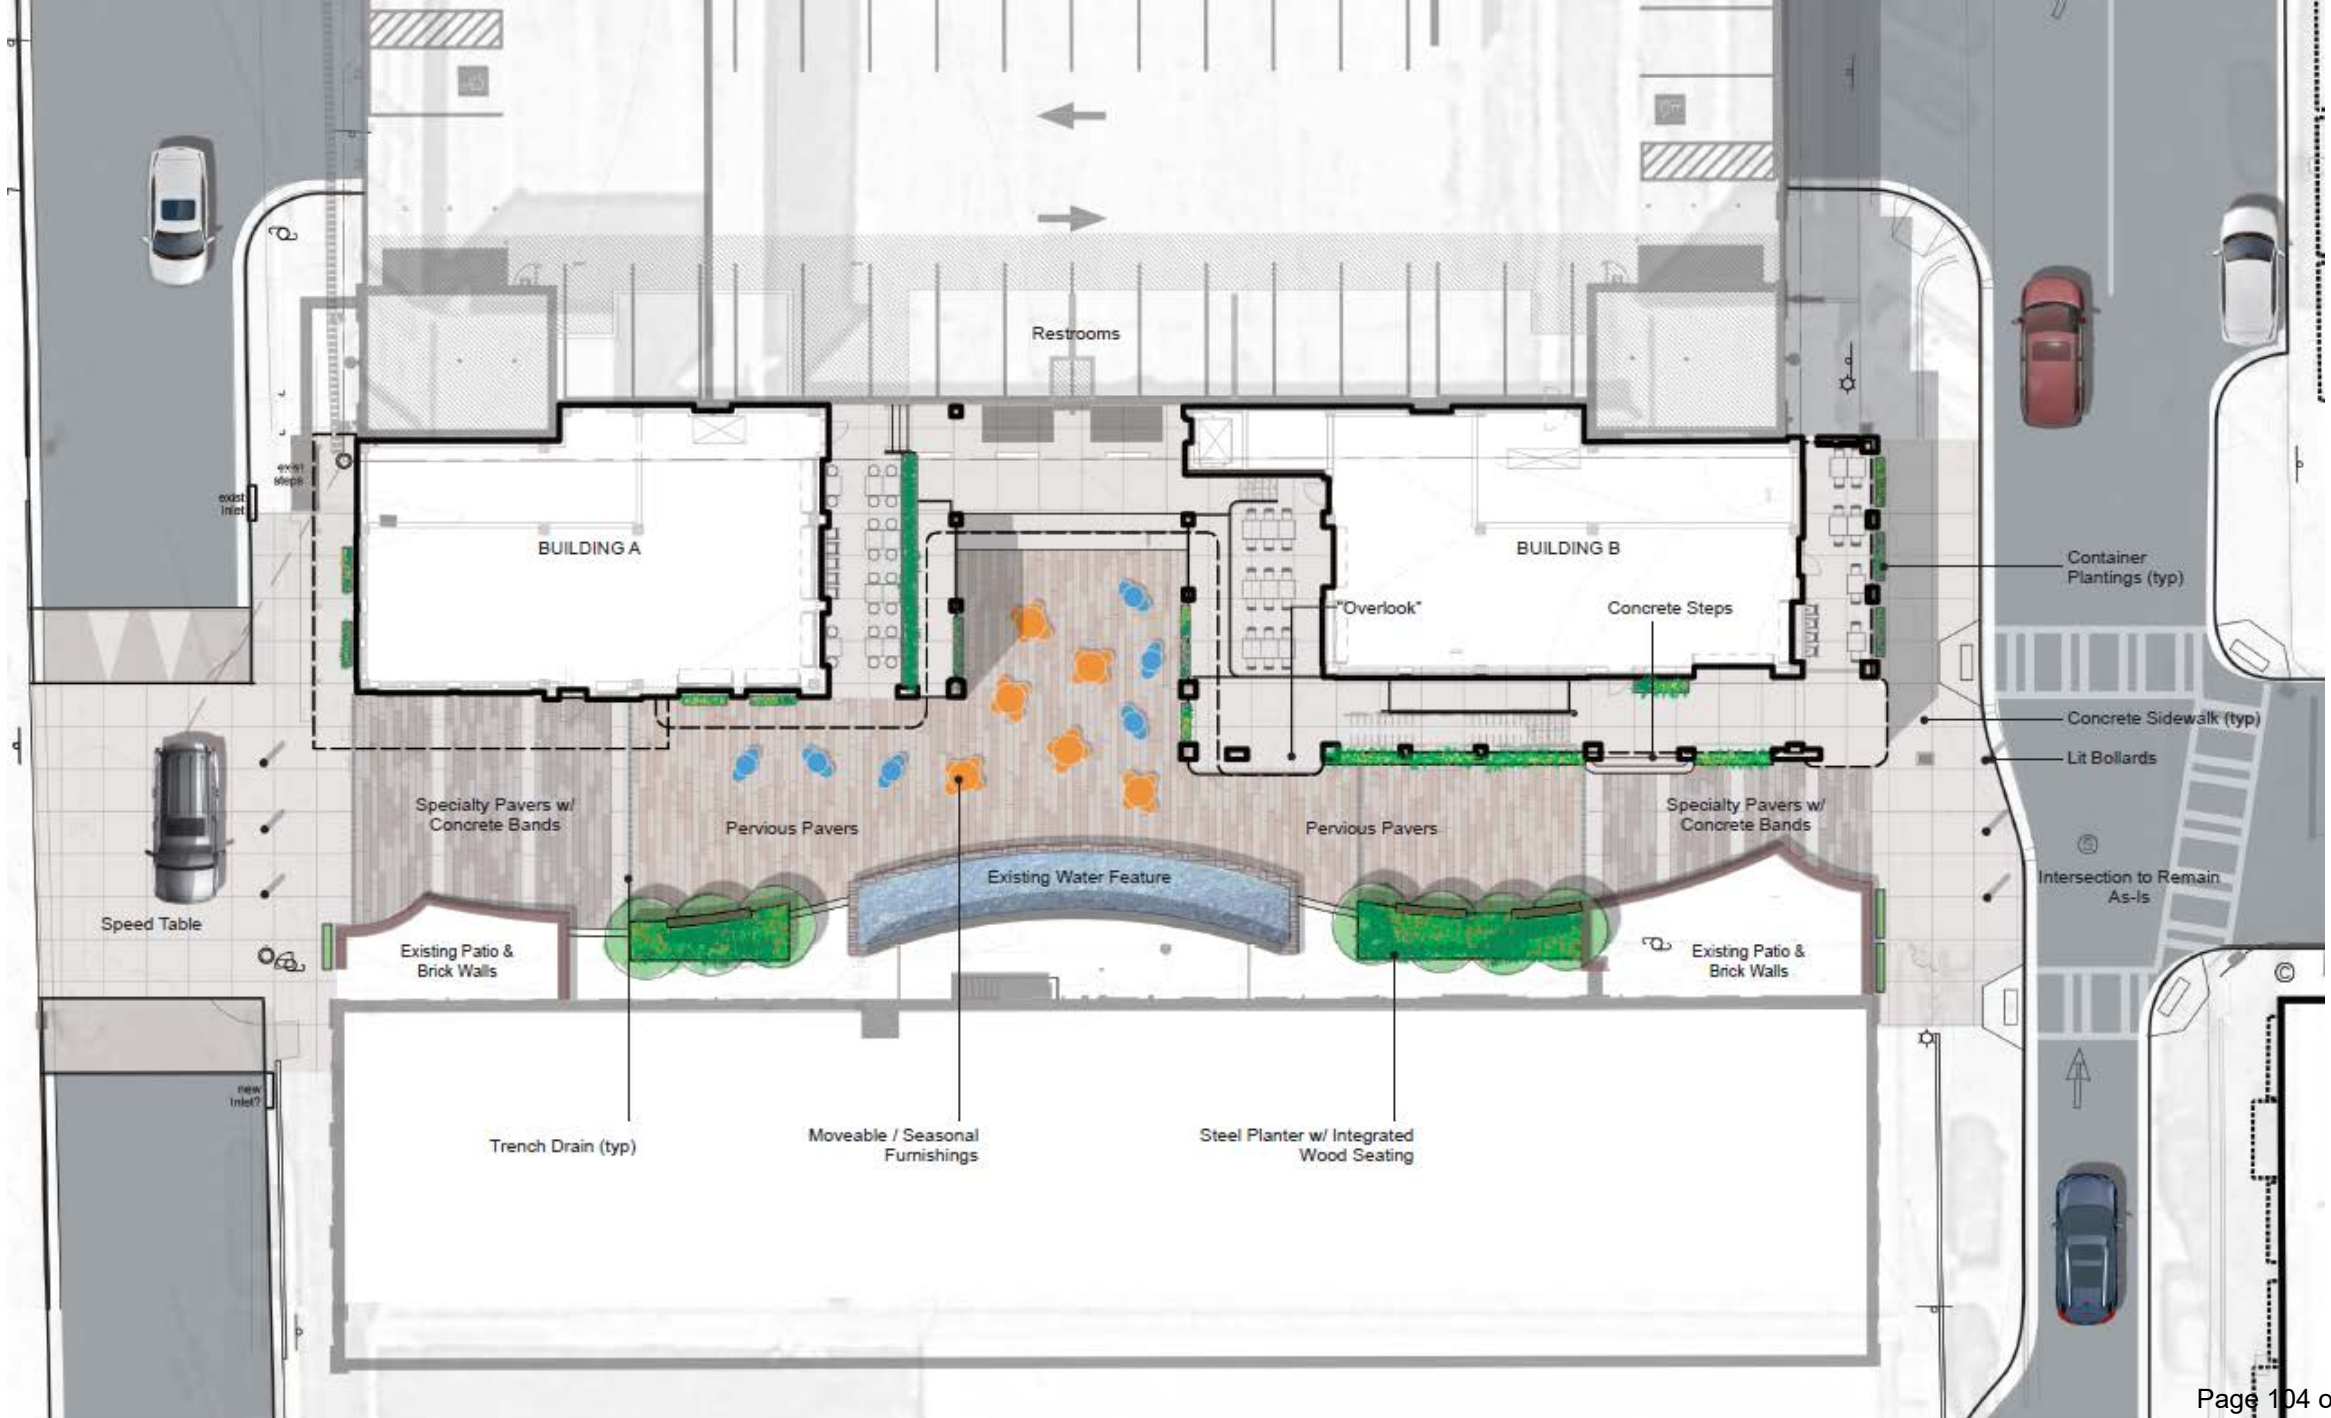 Restrooms
exist
steps
exist
inlet
BUILDING A
BUILDING B
"Overlook"
Concrete Steps
Container
Plantings (typ)
Concrete Sidewalk (typ)
Lit Bollards
Specialty Pavers w/
Concrete Bands
Pervious Pavers
Pervious Pavers
Specialty Pavers w/
Concrete Bands
Existing Water Feature
Intersection to Remain
As-Is
Speed Table
Existing Patio &
Brick Walls
Existing Patio &
Brick Walls
new
inlet?
Trench Drain (typ)
Moveable / Seasonal
Furnishings
Steel Planter w/ Integrated
Wood Seating
Page 104 o